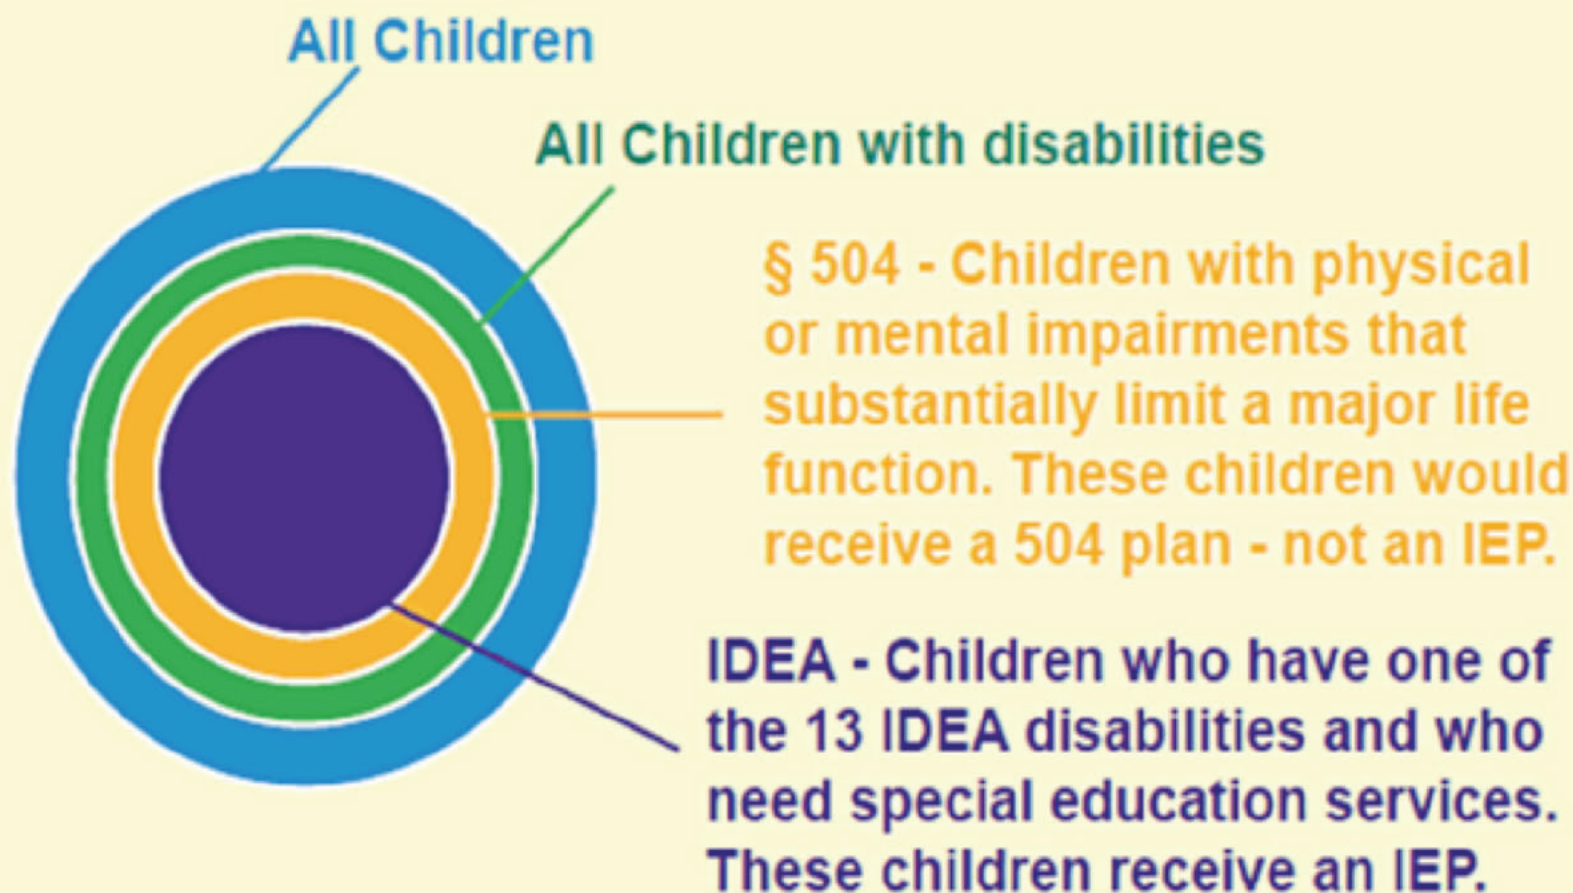 All Children
All Children with disabilities
§ 504 - Children with physical
or mental impairments that
substantially limit a major life
function. These children would
receive a 504 plan - not an IEP.
IDEA - Children who have one of
the 13 IDEA disabilities and who
need special education services.
These children receive an IEP.